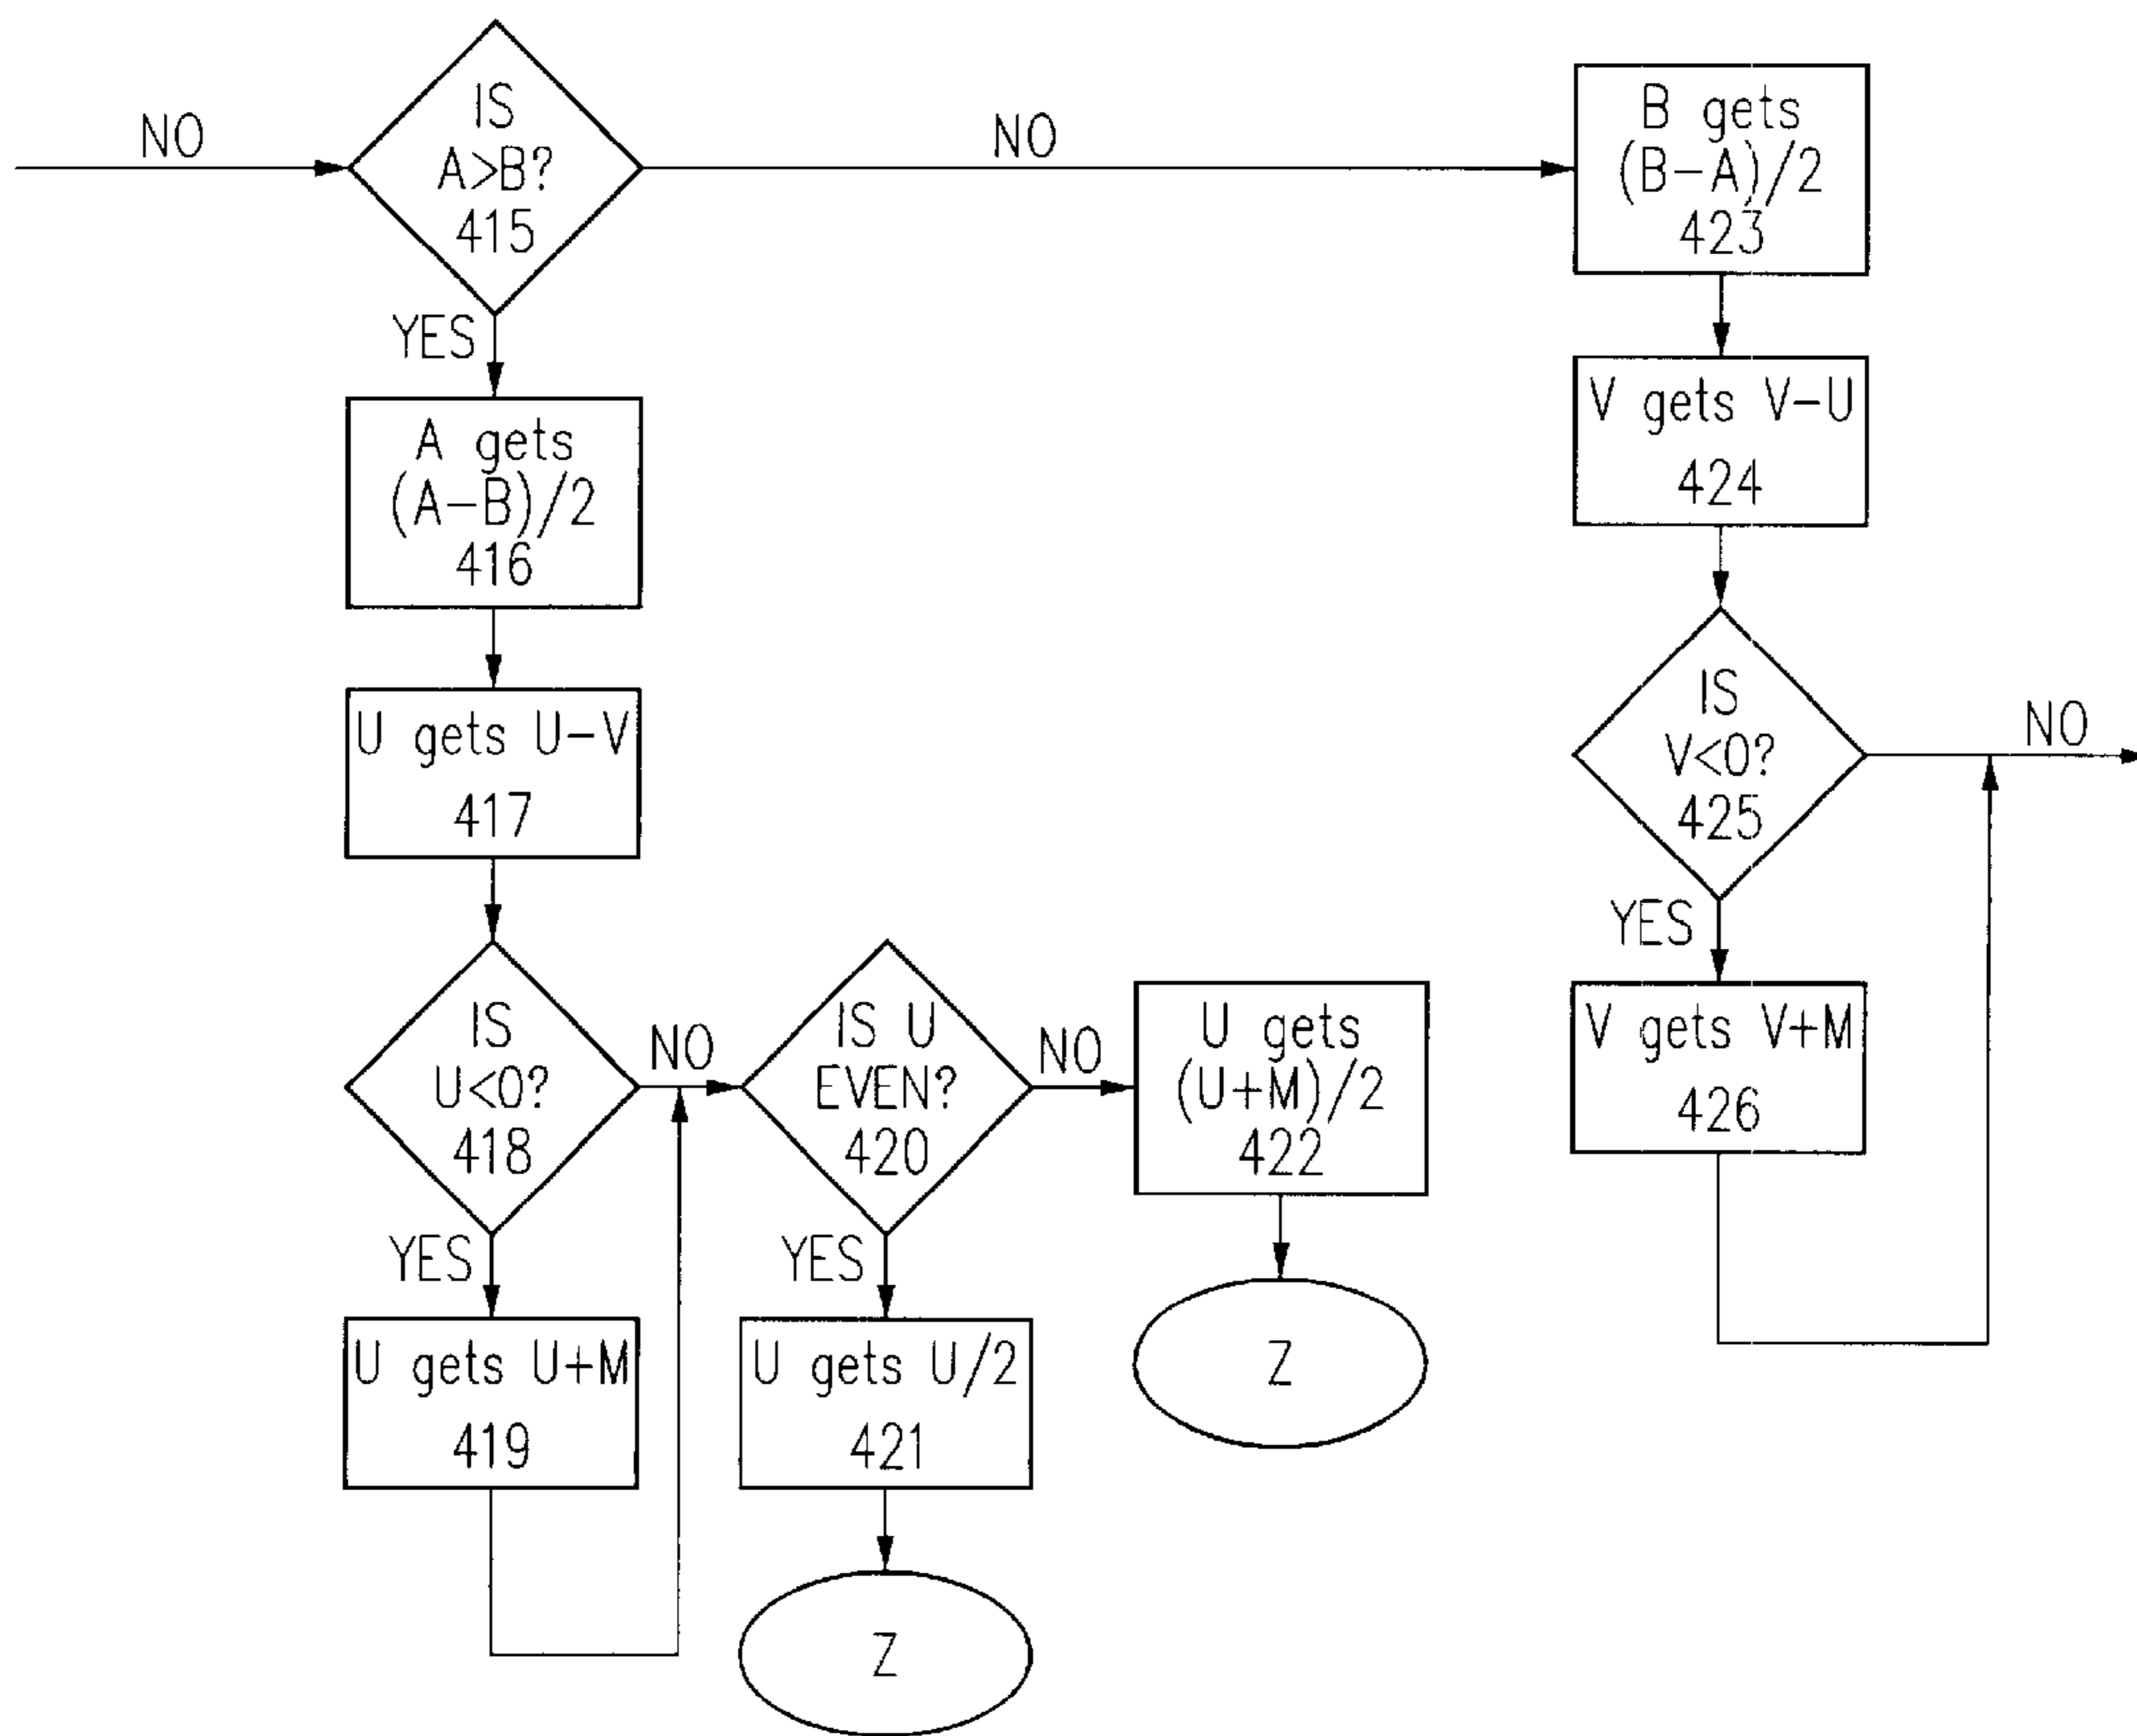 NO
IS
A>B?
415
YES
NO
B gets
(B-A)/2
423
A gets
(A-B)/2
416
V gets V-U
424
U gets U-V
417
IS
V<0?
425
NO
YES
V gets V+M
426
IS
U<0?
418
NO
YES
IS U
EVEN?
420
NO
YES
U gets
(U+M)/2
422
Z
U gets U+M
419
U gets U/2
421
Z